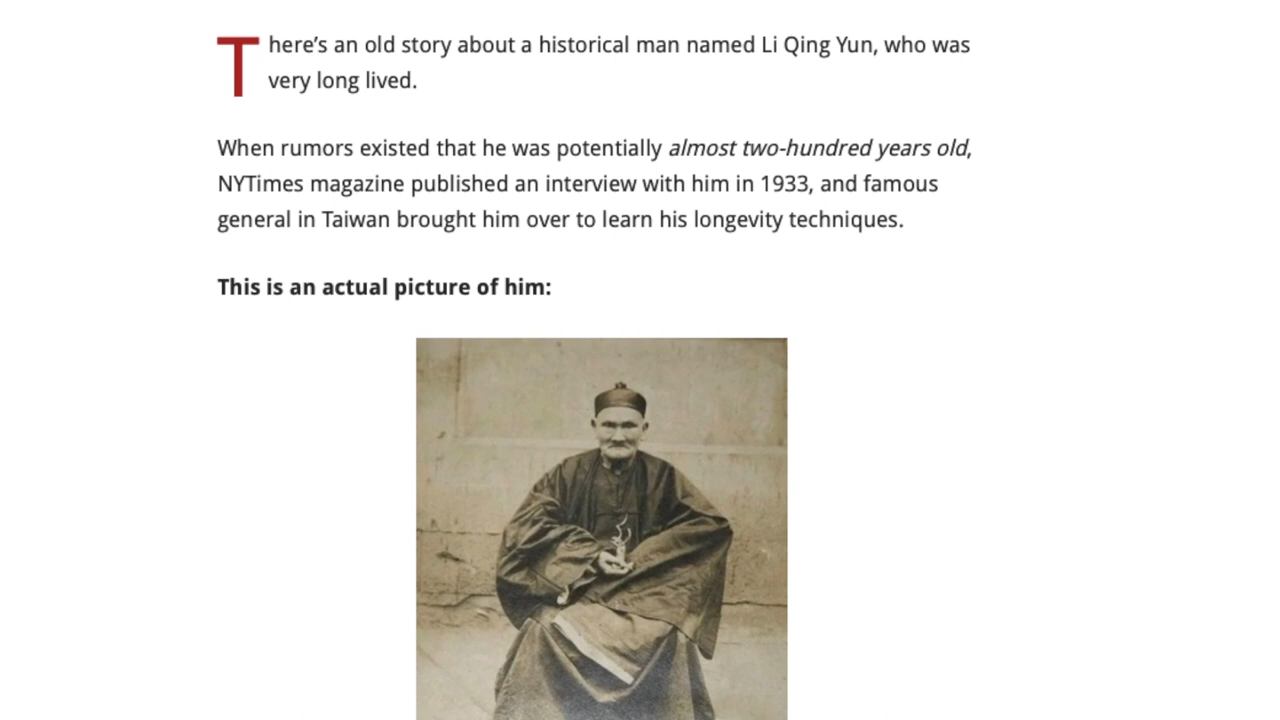 There’s an old story about a historical man named Li Qing Yun, who was
very long lived.
When rumors existed that he was potentially almost two-hundred years old,
NYTimes magazine published an interview with him in 1933, and famous
general in Taiwan brought him over to learn his longevity techniques.
This is an actual picture of him: